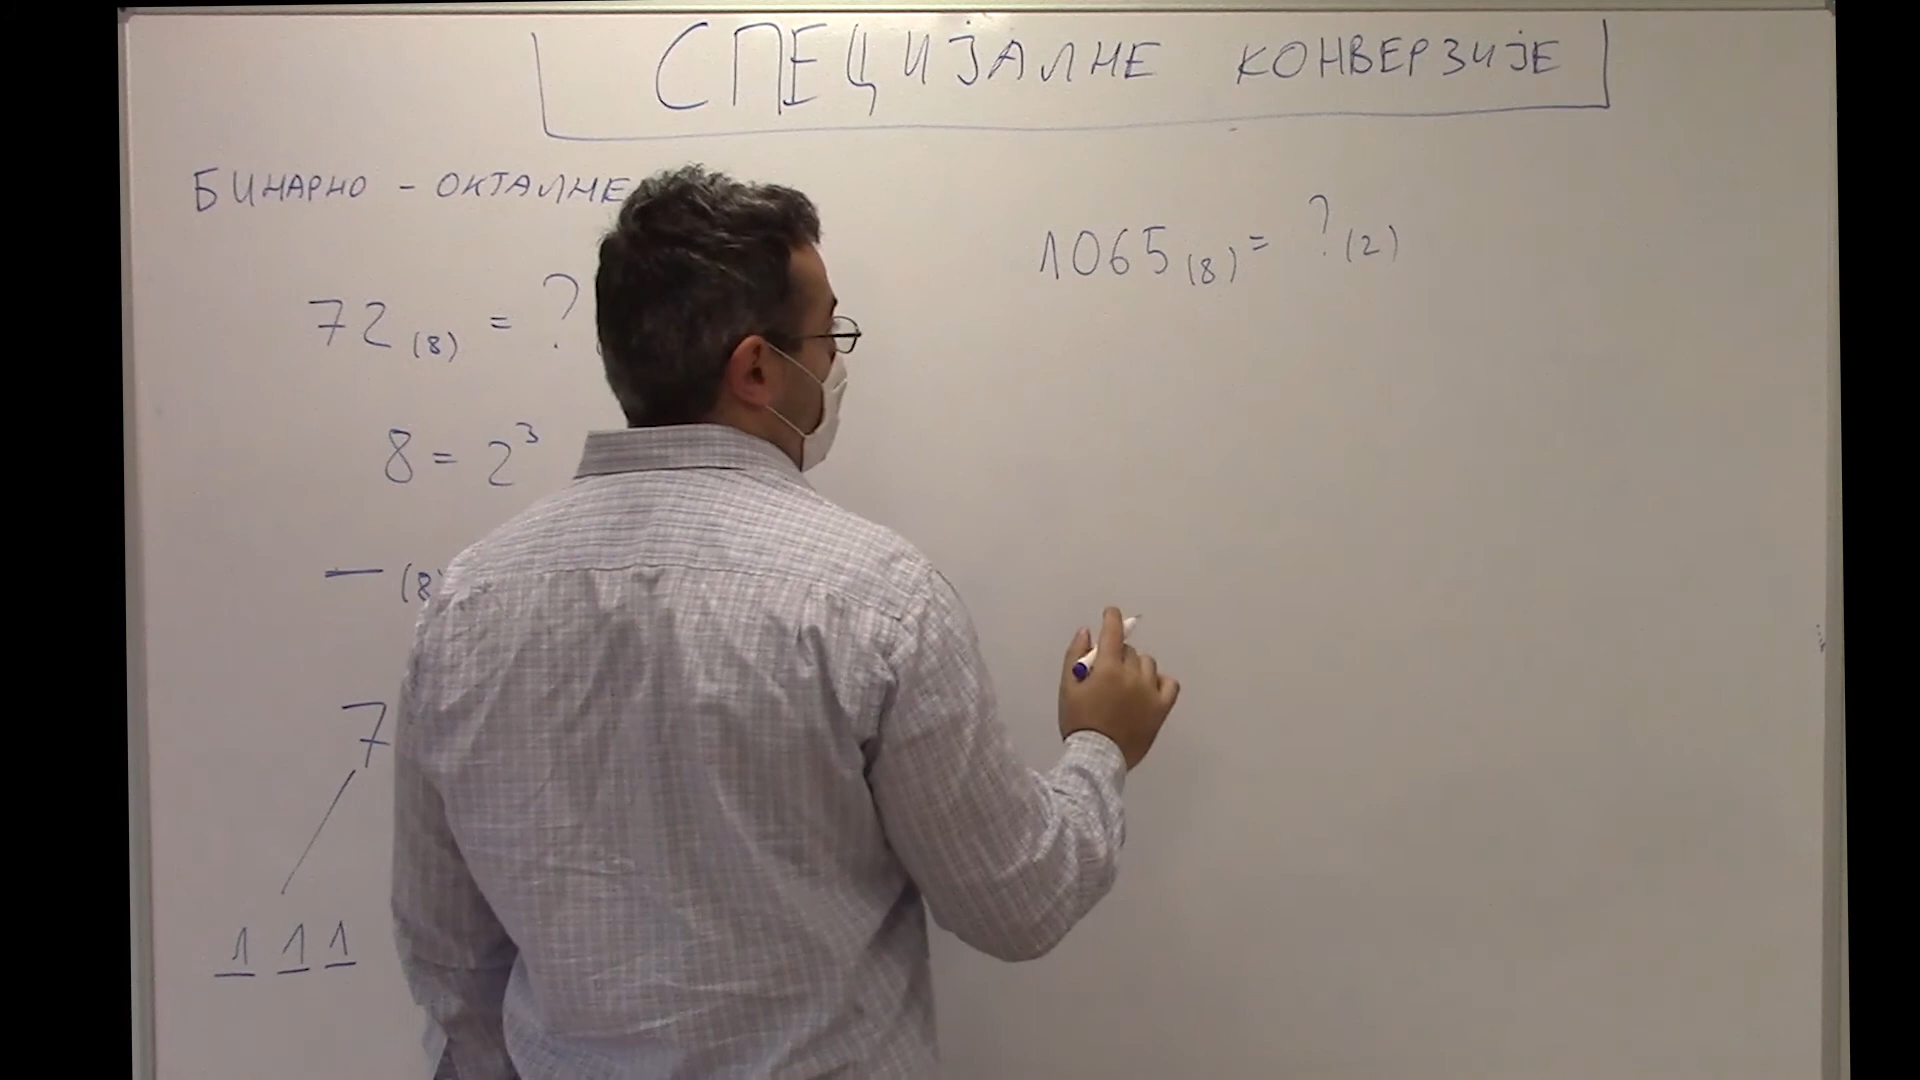 СПЕЦИЈАЛНЕ КОНВЕРЗИЈЕ
БИНАРНО - ОКТАЛНЕ
72 (8) = ?
8 = 2³
— (8)
7
1 1 1
1065 (8) = ? (2)